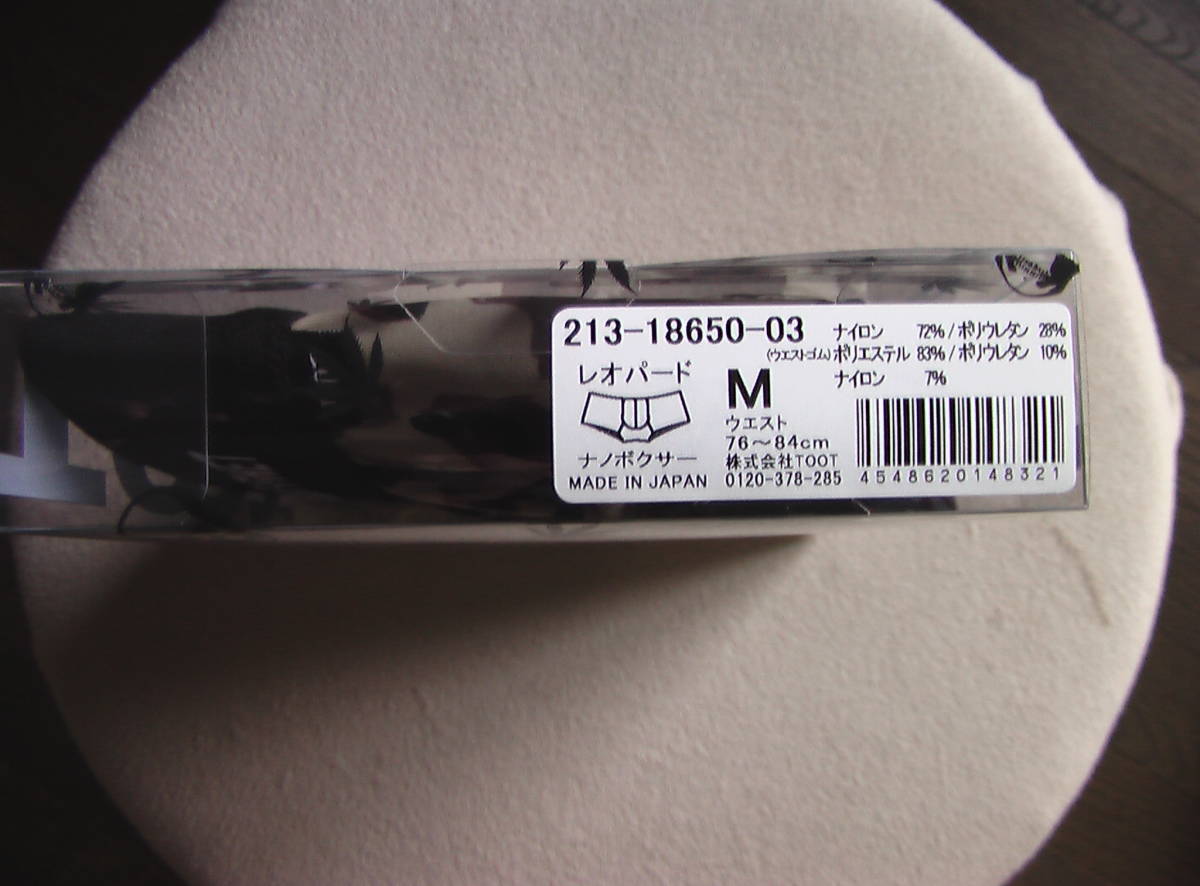 213-18650-03
ナイロン 72% / ポリウレタン 28%
(ウエストゴム)ポリエステル 83% / ポリウレタン 10%
ナイロン 7%
レオパード
M
ウエスト
76～84cm
ナノボクサー
株式会社TOOT
MADE IN JAPAN
0120-378-285
4548620148321